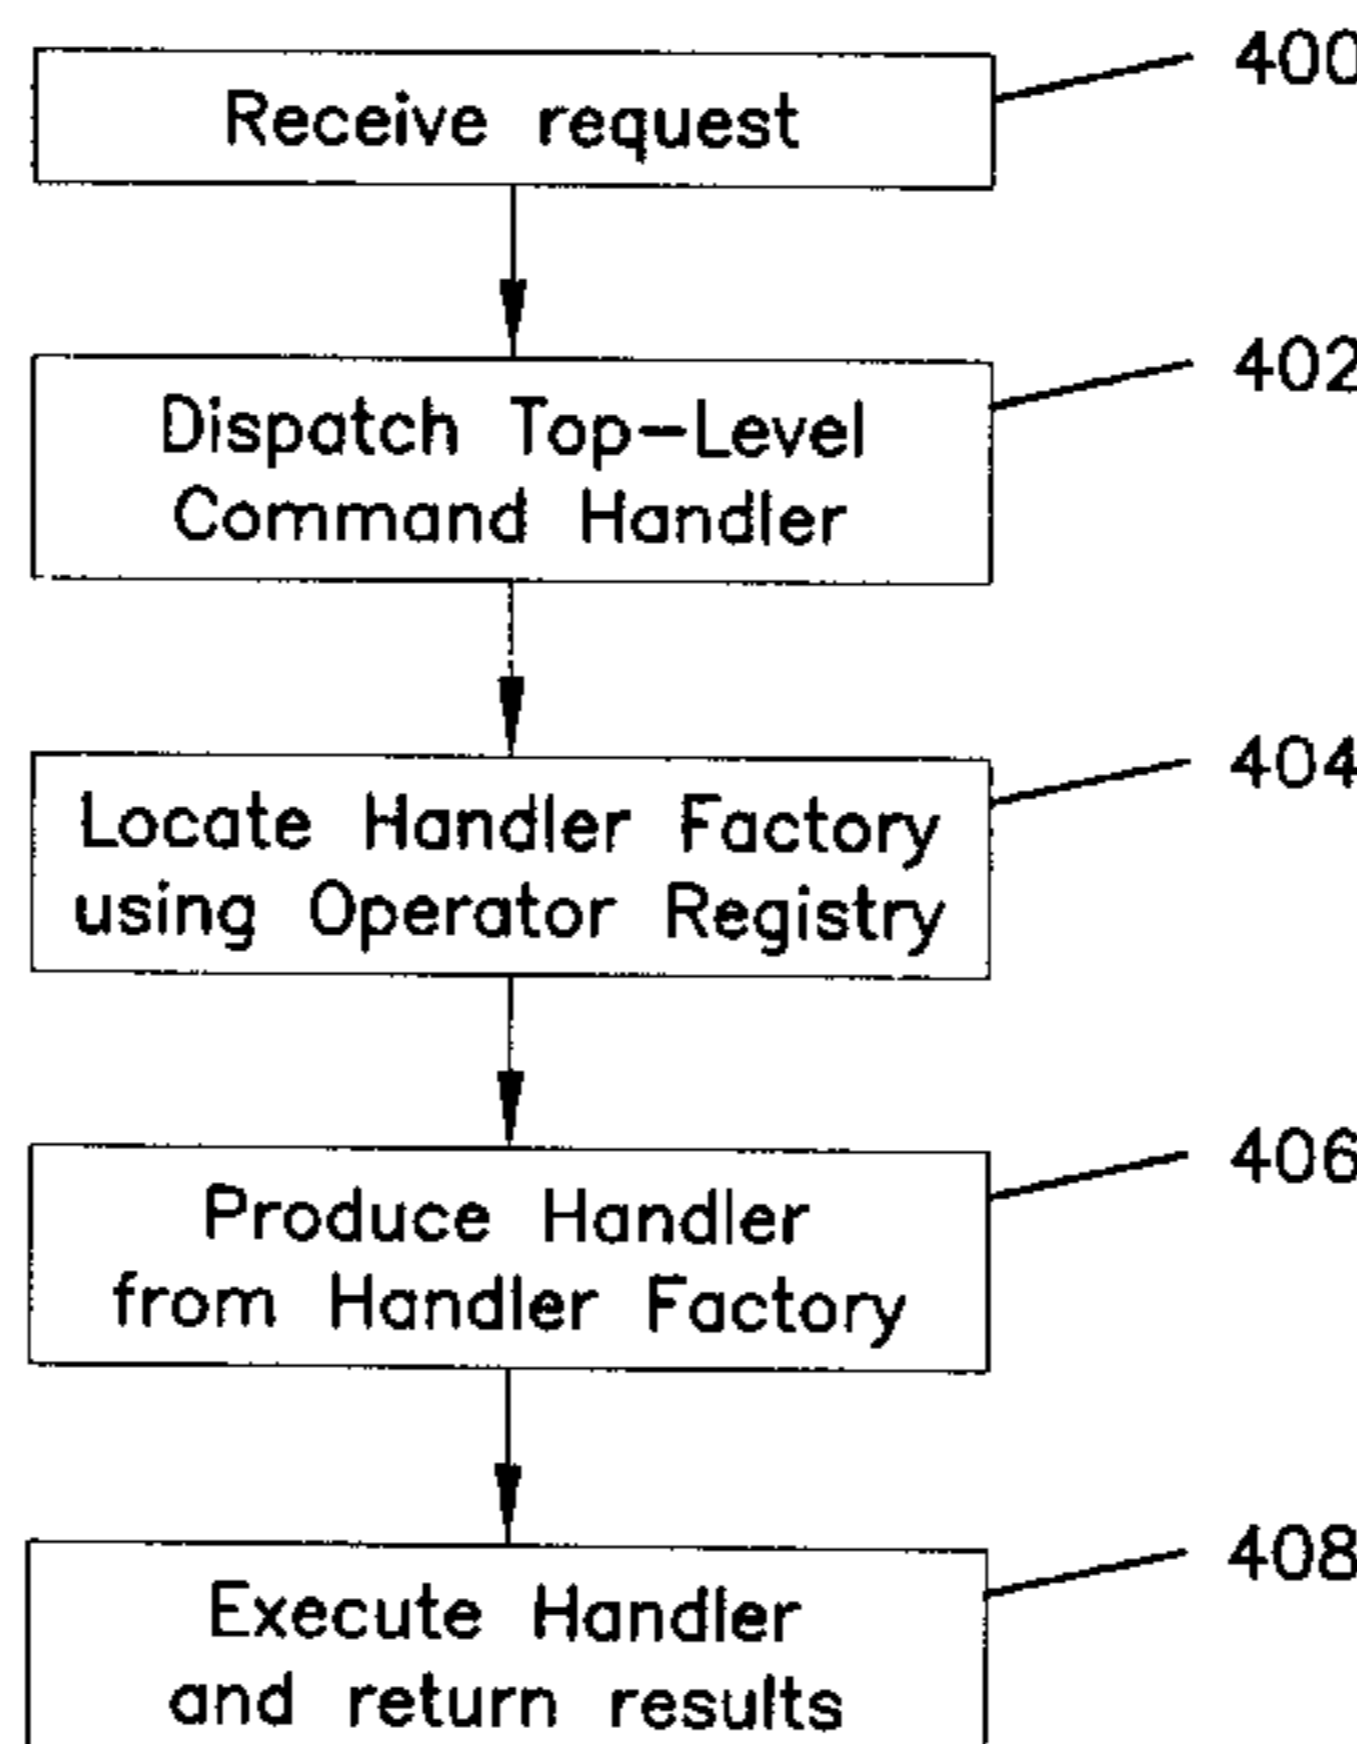 Receive request
400
Dispatch Top-Level
Command Handler
402
Locate Handler Factory
using Operator Registry
404
Produce Handler
from Handler Factory
406
Execute Handler
and return results
408